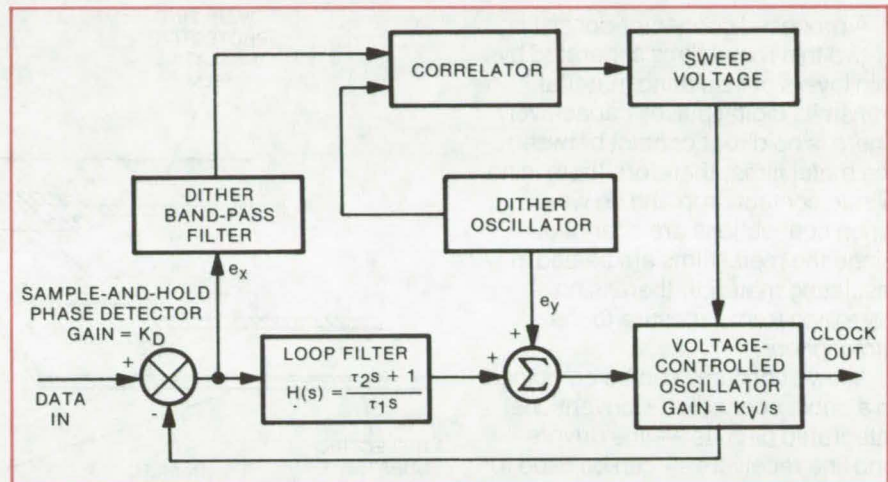 CORRELATOR
SWEEP
VOLTAGE
DITHER
BAND-PASS
FILTER
DITHER
OSCILLATOR
eₓ
e_y
SAMPLE-AND-HOLD
PHASE DETECTOR
GAIN = K_D
+
DATA
IN
-
LOOP FILTER
H(s) = (τ₂s + 1)/(τ₁s)
+
+
Σ
VOLTAGE-
CONTROLLED
OSCILLATOR
GAIN = K_V/s
CLOCK
OUT